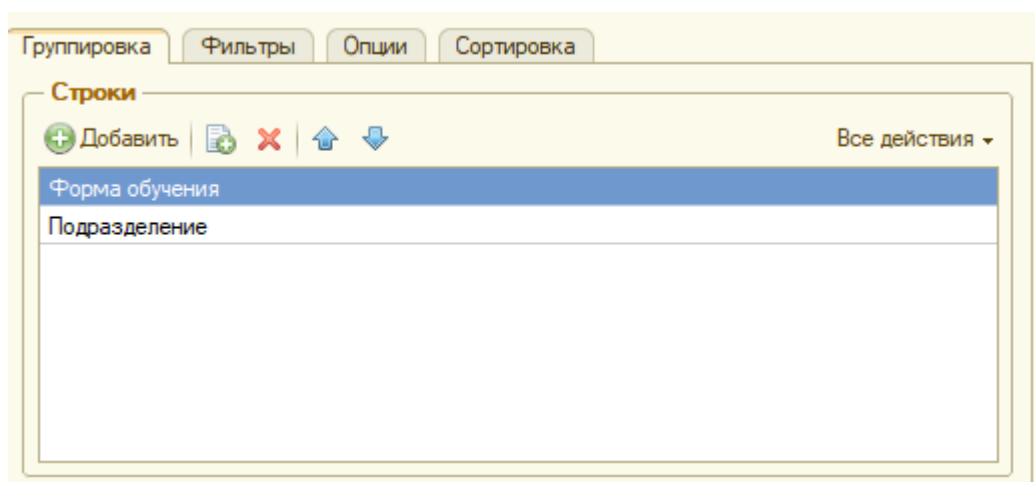 Группировка Фильтры Опции Сортировка
Строки
Добавить Все действия
Форма обучения
Подразделение